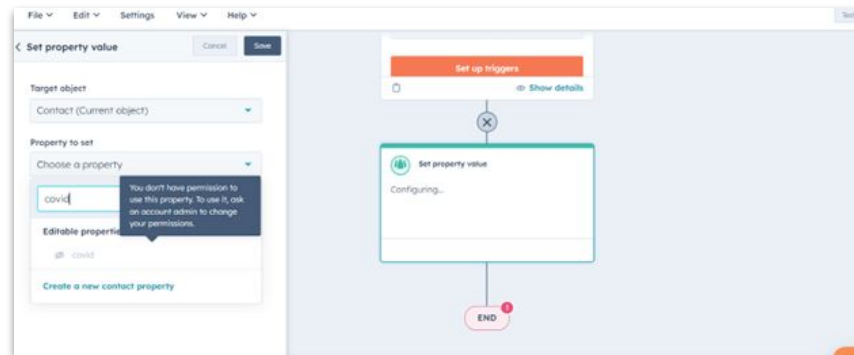 File Edit Settings View Help
Test
Set property value
Cancel
Save
Target object
Contact (Current object)
Property to set
Choose a property
covid
You don't have permission to
use this property. To use it, ask
an account admin to change
your permissions.
Editable properties
covid
Create a new contact property
Set up triggers
Show details
Set property value
Configuring...
END
1